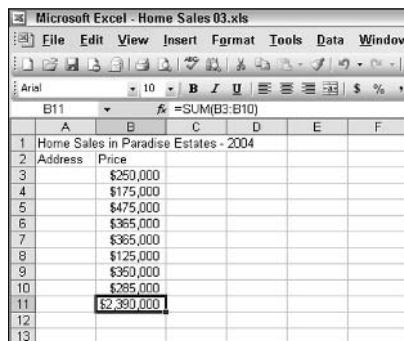 Microsoft Excel - Home Sales 03.xls
File Edit View Insert Format Tools Data Window
Arial 10 B I U $ %
B11 fx =SUM(B3:B10)
A B C D E F
1 Home Sales in Paradise Estates - 2004
2 Address Price
3 $250,000
4 $175,000
5 $475,000
6 $365,000
7 $365,000
8 $125,000
9 $350,000
10 $285,000
11 $2,390,000
12
13